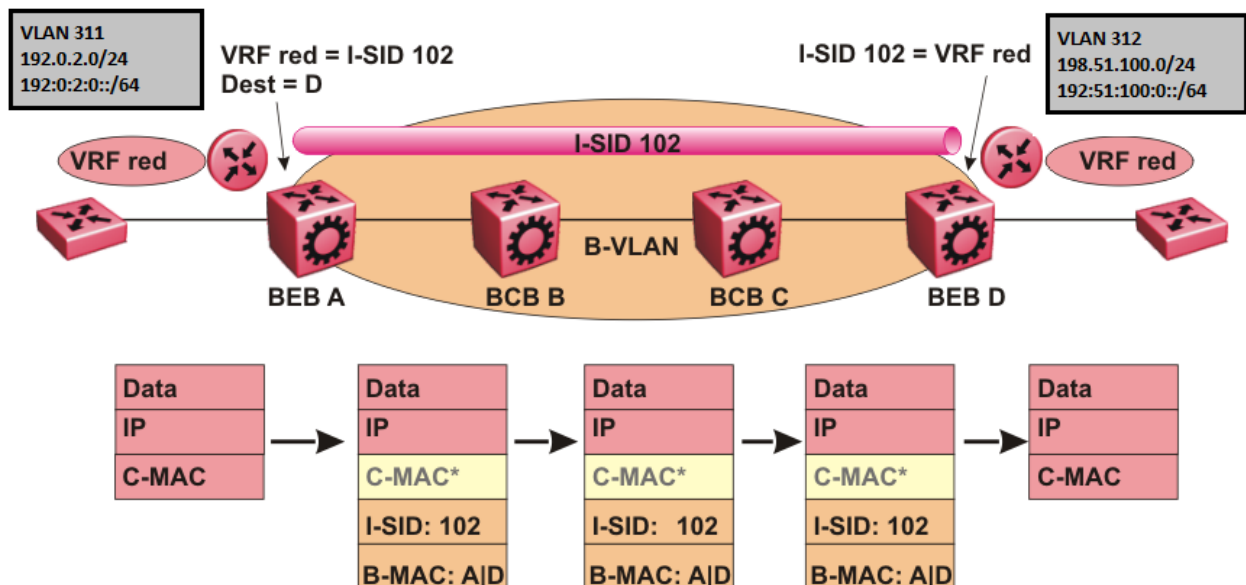 VLAN 311
192.0.2.0/24
192:0:2:0::/64
VRF red = I-SID 102
Dest = D
I-SID 102 = VRF red
VLAN 312
198.51.100.0/24
192:51:100:0::/64
I-SID 102
VRF red
VRF red
B-VLAN
BEB A
BCB B
BCB C
BEB D
Data
IP
C-MAC
Data
IP
C-MAC*
I-SID: 102
B-MAC: A|D
Data
IP
C-MAC*
I-SID: 102
B-MAC: A|D
Data
IP
C-MAC*
I-SID: 102
B-MAC: A|D
Data
IP
C-MAC